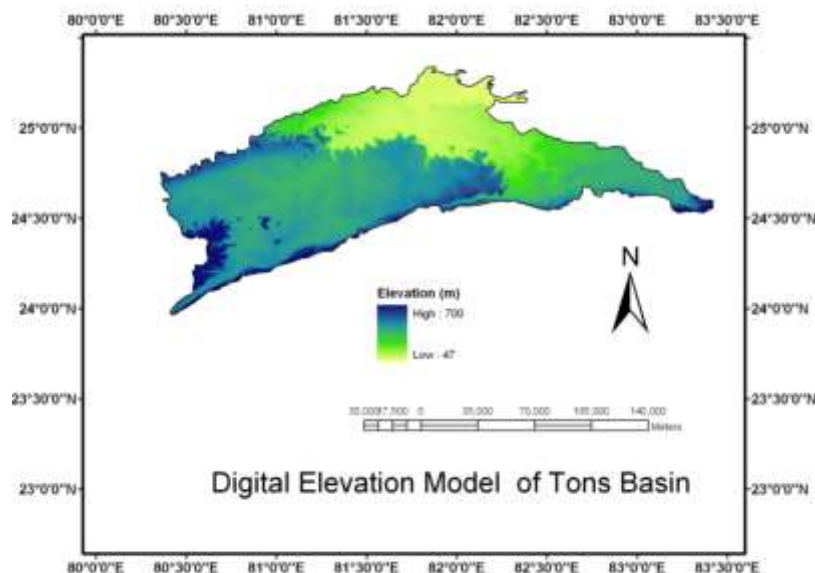 80°0'0"E 80°30'0"E 81°0'0"E 81°30'0"E 82°0'0"E 82°30'0"E 83°0'0"E 83°30'0"E
25°0'0"N 25°0'0"N
24°30'0"N 24°30'0"N
N
Elevation (m)
High : 700
24°0'0"N 24°0'0"N
Low : 47
23°30'0"N 23°30'0"N
0 35,000 70,000 105,000 140,000
Meters
Digital Elevation Model of Tons Basin
23°0'0"N 23°0'0"N
80°0'0"E 80°30'0"E 81°0'0"E 81°30'0"E 82°0'0"E 82°30'0"E 83°0'0"E 83°30'0"E